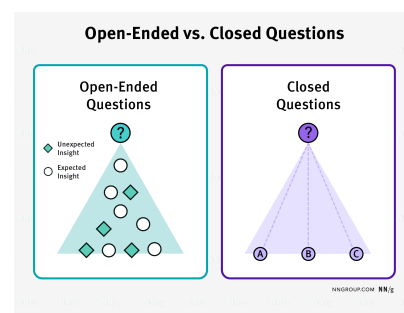 Open-Ended vs. Closed Questions
Open-Ended
Questions
?
Unexpected
Insight
Expected
Insight
Closed
Questions
?
A
B
C
NNGROUP.COM NN/g